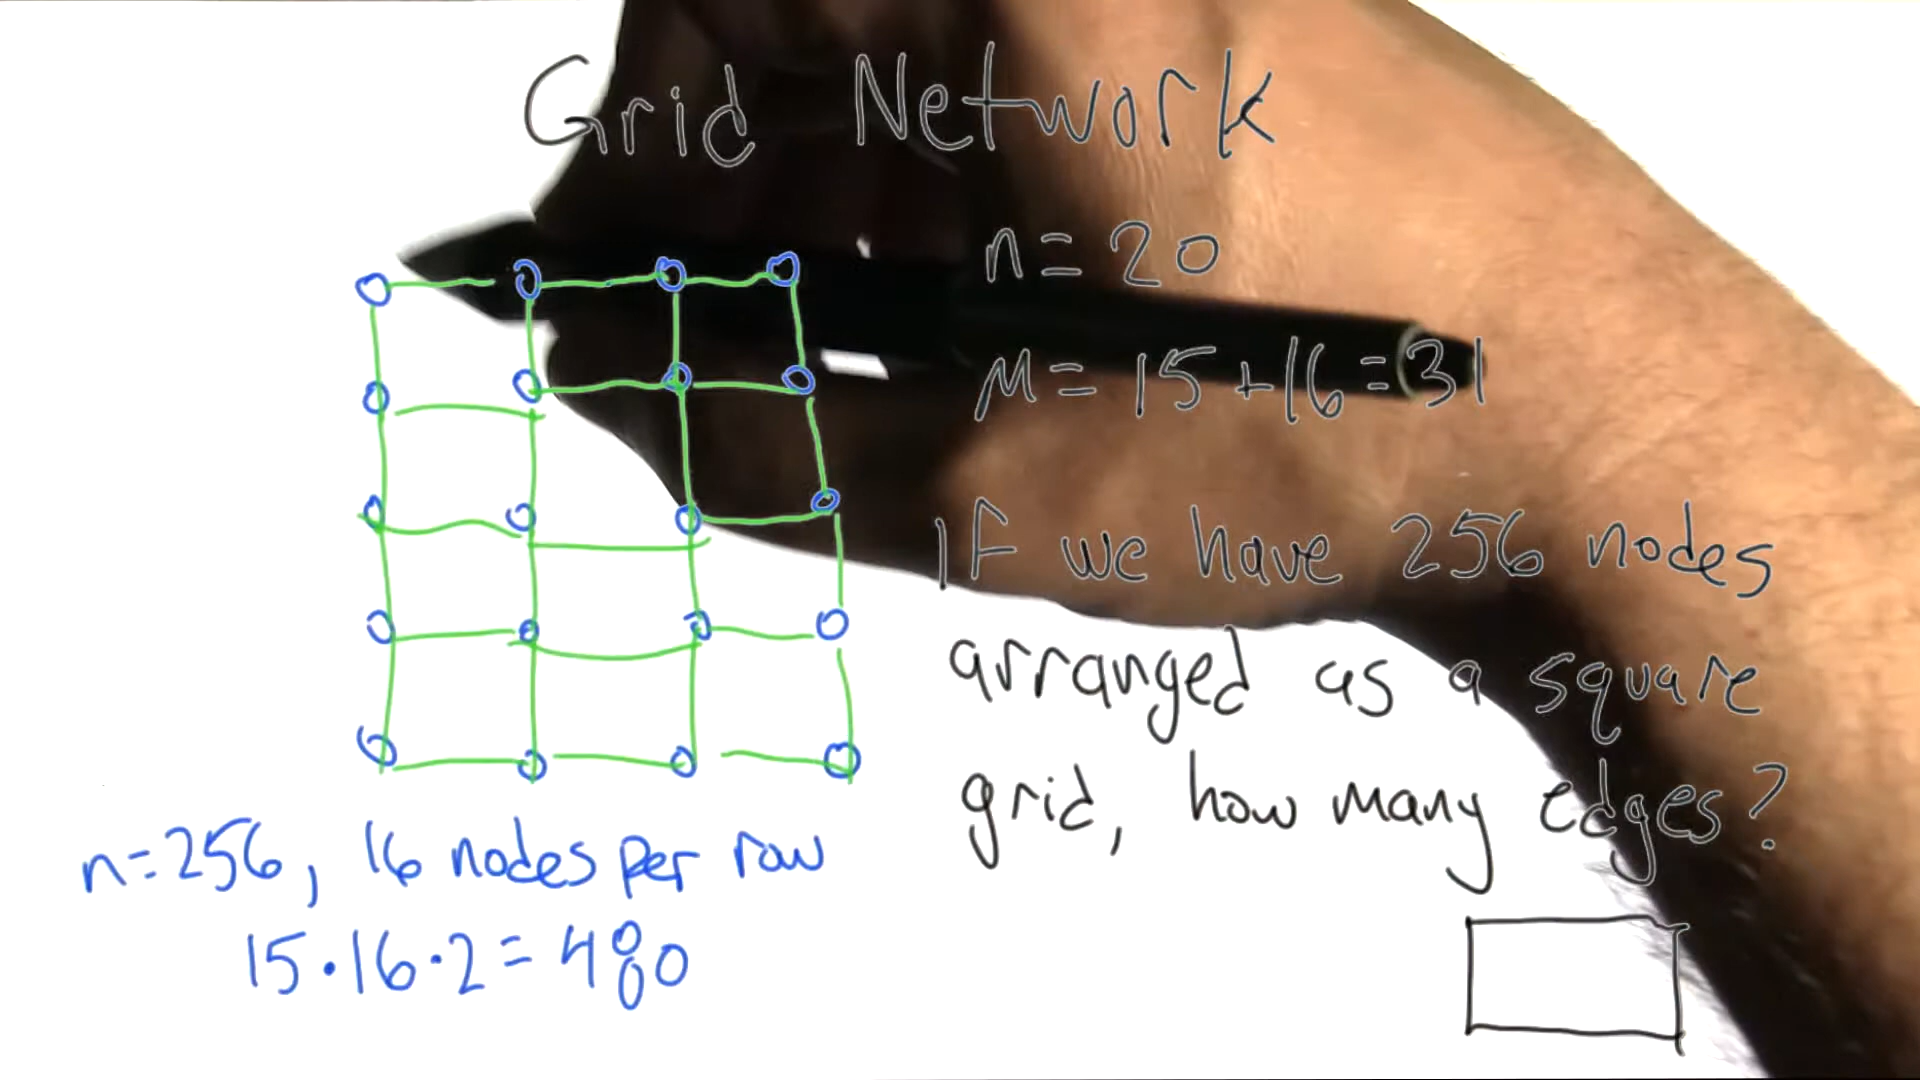 Grid Network
n = 20
M = 15 + 16 = 31
If we have 256 nodes
arranged as a square
grid, how many edges?
n=256, 16 nodes per row
15·16·2 = 480